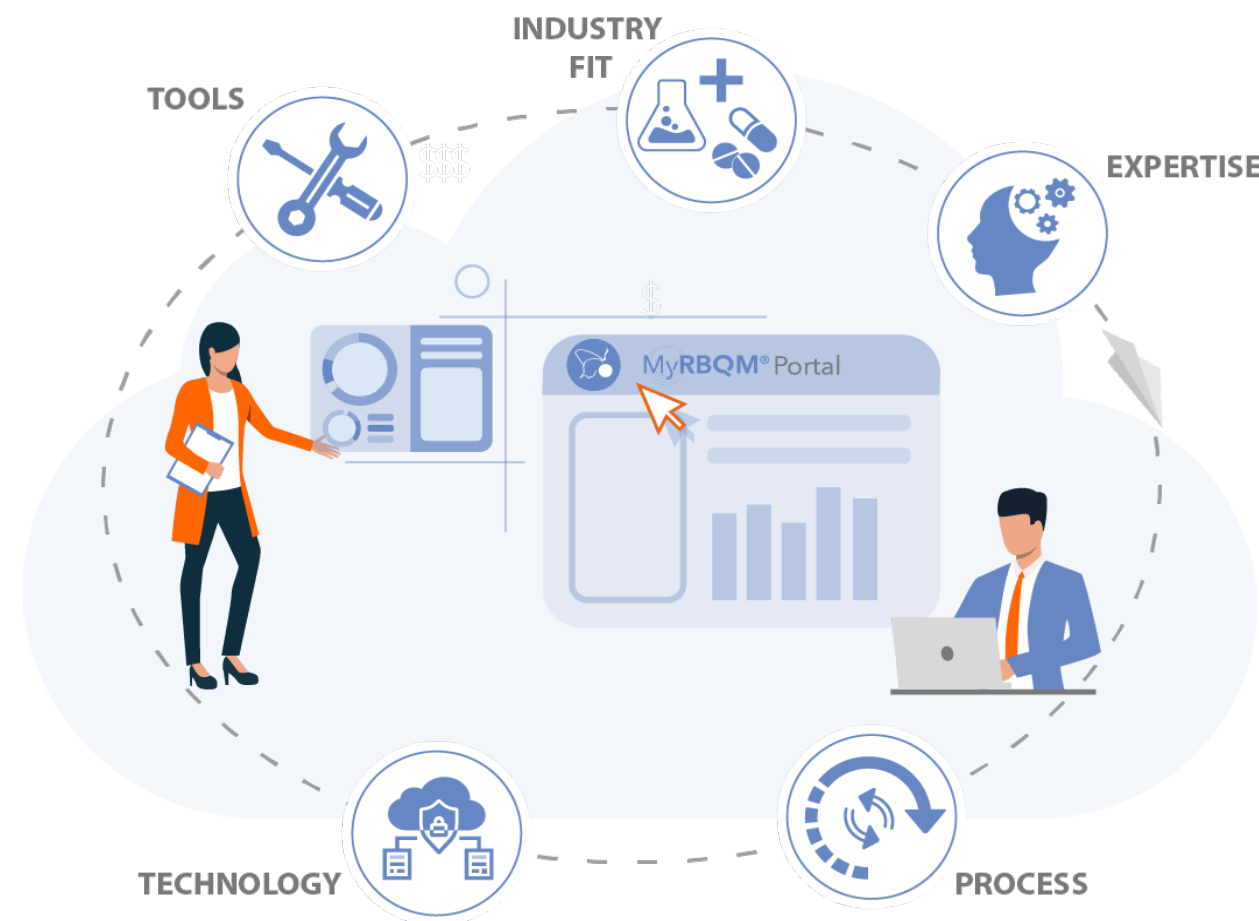 INDUSTRY
FIT
TOOLS
EXPERTISE
$$$
$
MyRBQM® Portal
TECHNOLOGY
PROCESS